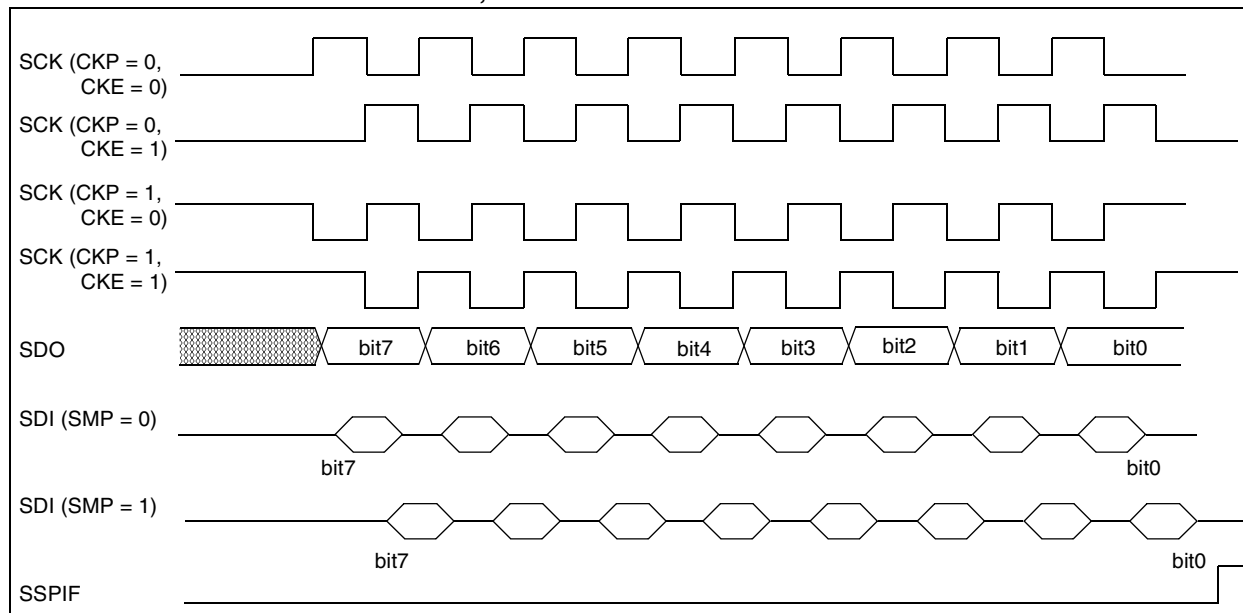 SCK (CKP = 0,
CKE = 0)
SCK (CKP = 0,
CKE = 1)
SCK (CKP = 1,
CKE = 0)
SCK (CKP = 1,
CKE = 1)
SDO bit7 bit6 bit5 bit4 bit3 bit2 bit1 bit0
SDI (SMP = 0)
bit7 bit0
SDI (SMP = 1)
bit7 bit0
SSPIF